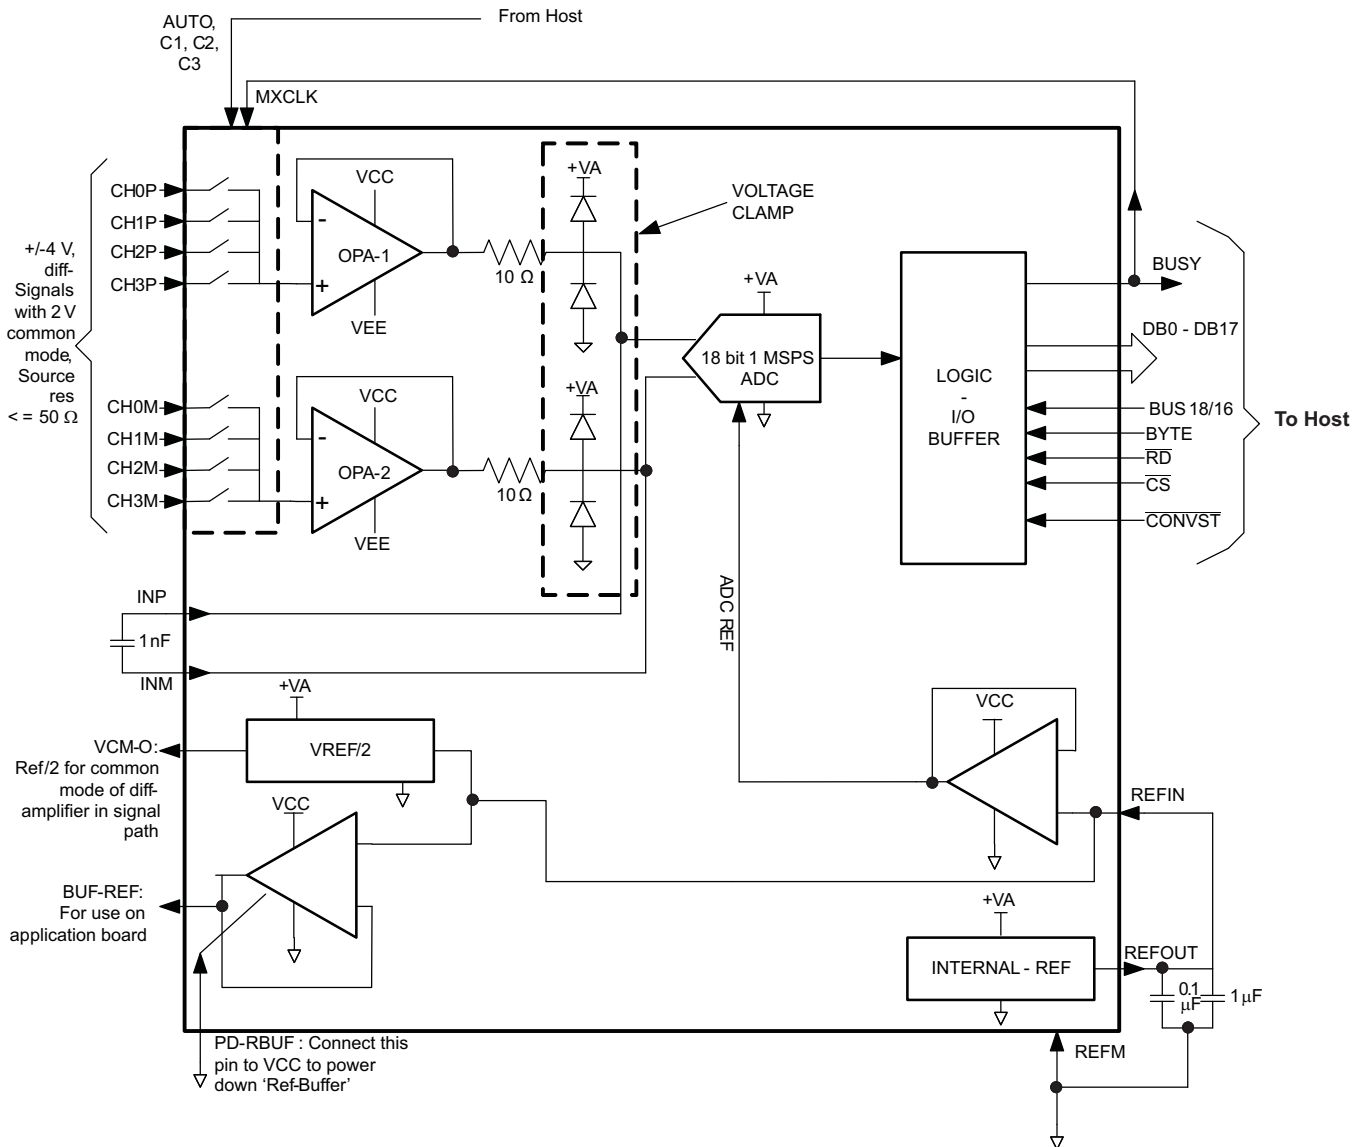 From Host
AUTO,
C1, C2,
C3
MXCLK
+/-4 V,
diff-
Signals
with 2 V
common
mode,
Source
res
< = 50 Ω
CH0P
CH1P
CH2P
CH3P
CH0M
CH1M
CH2M
CH3M
VCC
-
OPA-1
+
VEE
10 Ω
VCC
-
OPA-2
+
VEE
10 Ω
+VA
+VA
VOLTAGE
CLAMP
+VA
18 bit 1 MSPS
ADC
ADC REF
LOGIC
-
I/O
BUFFER
BUSY
DB0 - DB17
BUS 18/16
BYTE
RD
CS
CONVST
To Host
INP
1 nF
INM
+VA
VREF/2
VCM-O:
Ref/2 for common
mode of diff-
amplifier in signal
path
VCC
BUF-REF:
For use on
application board
PD-RBUF : Connect this
pin to VCC to power
down ‘Ref-Buffer’
VCC
REFIN
+VA
INTERNAL - REF
REFOUT
0.1
μF
1 μF
REFM